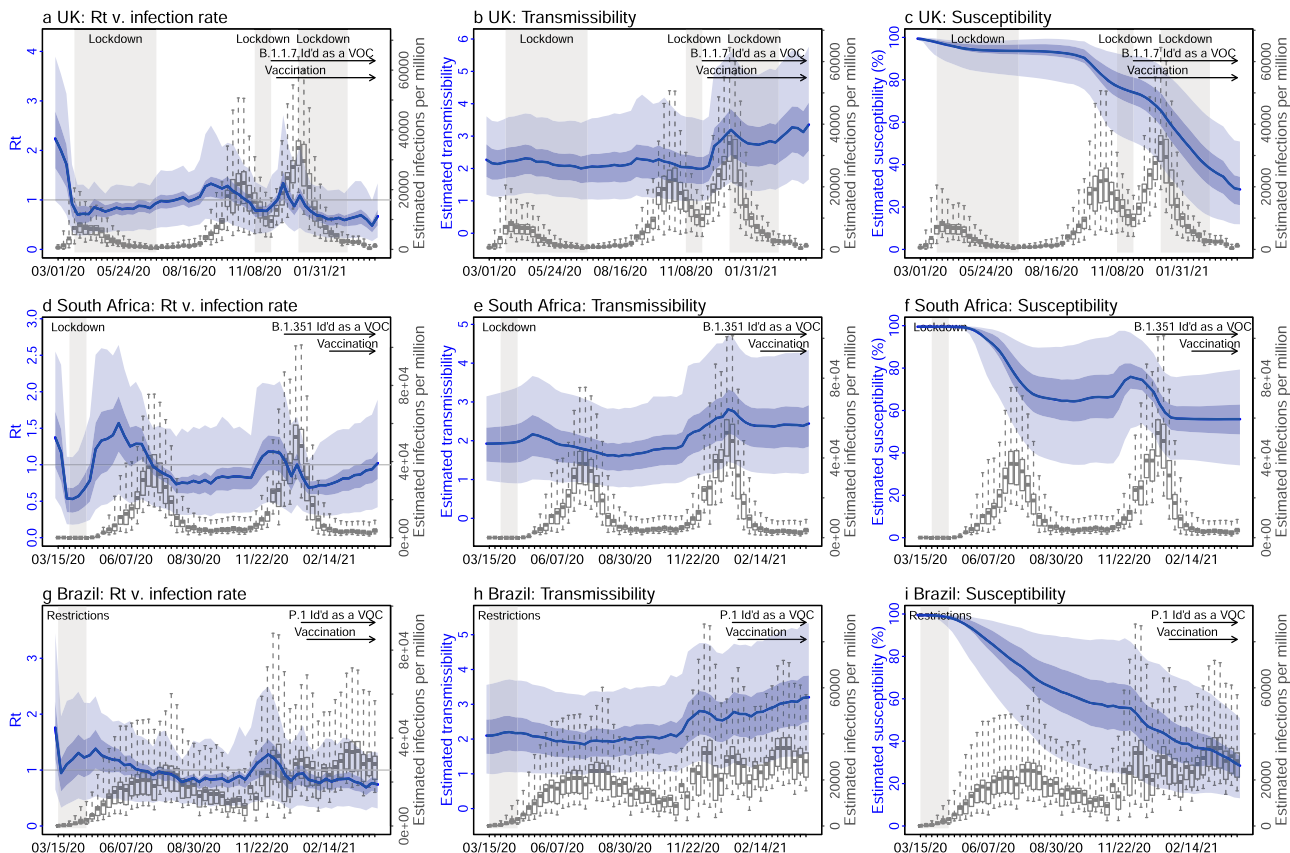 a UK: Rt v. infection rate
Lockdown
Lockdown
Lockdown
B.1.1.7 Id'd as a VOC
Vaccination
Rt
0 1 2 3 4
Estimated infections per million
0 20000 40000 60000
03/01/20 05/24/20 08/16/20 11/08/20 01/31/21
b UK: Transmissibility
Lockdown
Lockdown
Lockdown
B.1.1.7 Id'd as a VOC
Vaccination
Estimated transmissibility
0 1 2 3 4 5 6
Estimated infections per million
0 20000 40000 60000
03/01/20 05/24/20 08/16/20 11/08/20 01/31/21
c UK: Susceptibility
Lockdown
Lockdown
Lockdown
B.1.1.7 Id'd as a VOC
Vaccination
Estimated susceptibility (%)
0 20 40 60 80 100
Estimated infections per million
0 20000 40000 60000
03/01/20 05/24/20 08/16/20 11/08/20 01/31/21
d South Africa: Rt v. infection rate
Lockdown
B.1.351 Id'd as a VOC
Vaccination
Rt
0.0 0.5 1.0 1.5 2.0 2.5 3.0
Estimated infections per million
0e+00 4e+04 8e+04
03/15/20 06/07/20 08/30/20 11/22/20 02/14/21
e South Africa: Transmissibility
Lockdown
B.1.351 Id'd as a VOC
Vaccination
Estimated transmissibility
0 1 2 3 4 5
Estimated infections per million
0e+00 4e+04 8e+04
03/15/20 06/07/20 08/30/20 11/22/20 02/14/21
f South Africa: Susceptibility
Lockdown
B.1.351 Id'd as a VOC
Vaccination
Estimated susceptibility (%)
0 20 40 60 80 100
Estimated infections per million
0e+00 4e+04 8e+04
03/15/20 06/07/20 08/30/20 11/22/20 02/14/21
g Brazil: Rt v. infection rate
Restrictions
P.1 Id'd as a VOC
Vaccination
Rt
0 1 2 3
Estimated infections per million
0e+00 4e+04 8e+04
03/15/20 06/07/20 08/30/20 11/22/20 02/14/21
h Brazil: Transmissibility
Restrictions
P.1 Id'd as a VOC
Vaccination
Estimated transmissibility
0 1 2 3 4 5
Estimated infections per million
0 20000 60000
03/15/20 06/07/20 08/30/20 11/22/20 02/14/21
i Brazil: Susceptibility
Restrictions
P.1 Id'd as a VOC
Vaccination
Estimated susceptibility (%)
0 20 40 60 80 100
Estimated infections per million
0 20000 60000
03/15/20 06/07/20 08/30/20 11/22/20 02/14/21